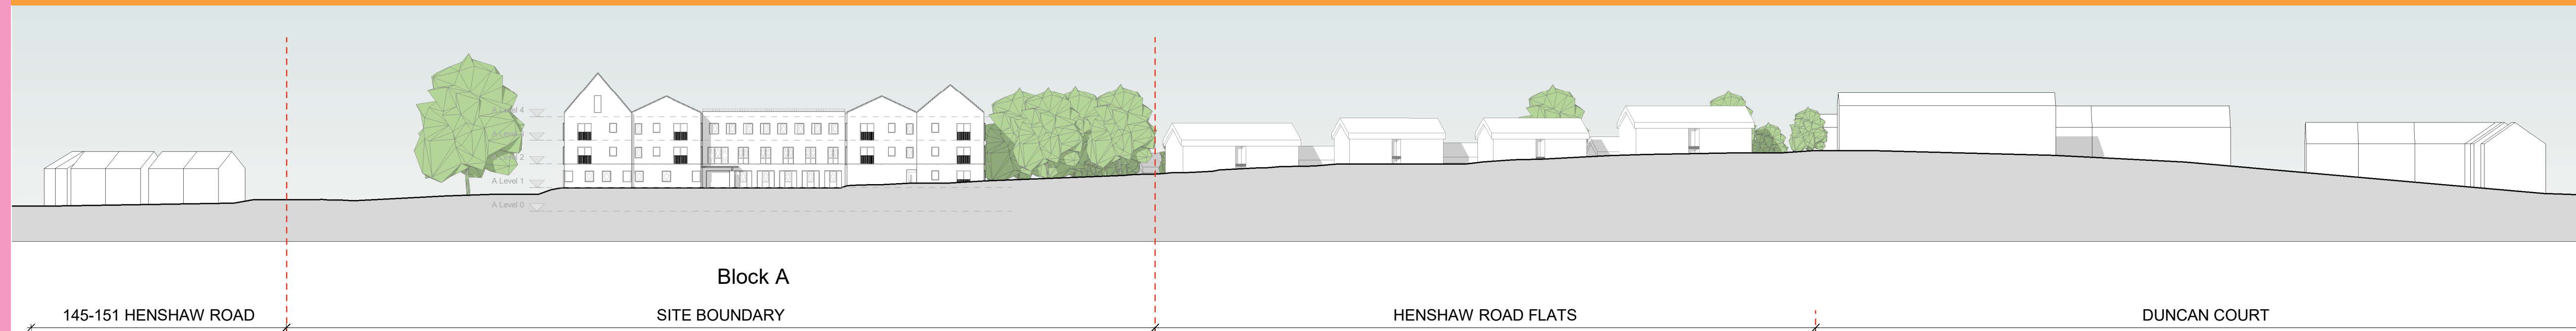 A Level 4
A Level 2
A Level 1
A Level 0
Block A
145-151 HENSHAW ROAD
SITE BOUNDARY
HENSHAW ROAD FLATS
DUNCAN COURT